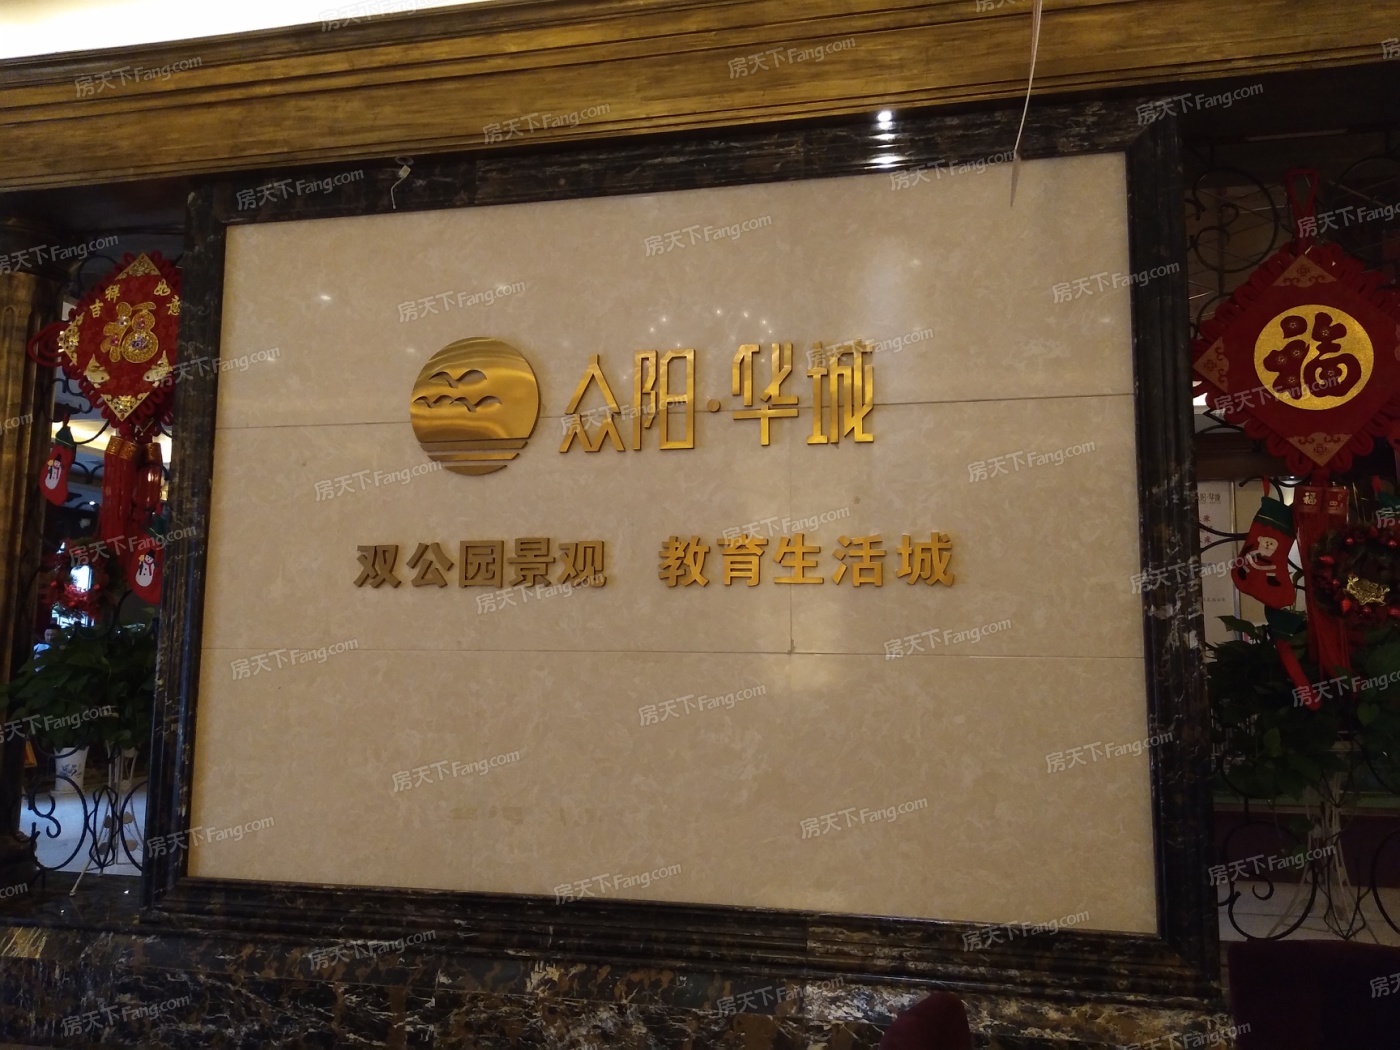 众阳·华城
双公园景观 教育生活城
吉祥 如意
福
福
房天下Fang.com